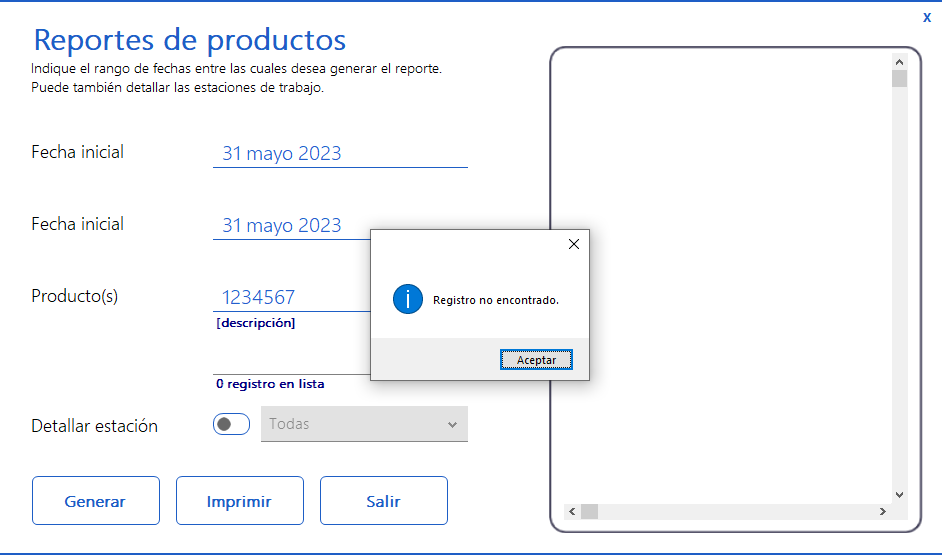 x
Reportes de productos
Indique el rango de fechas entre las cuales desea generar el reporte.
Puede también detallar las estaciones de trabajo.
Fecha inicial
31 mayo 2023
Fecha inicial
31 mayo 2023
Producto(s)
1234567
[descripción]
0 registro en lista
Detallar estación
Todas
Generar
Imprimir
Salir
Registro no encontrado.
Aceptar